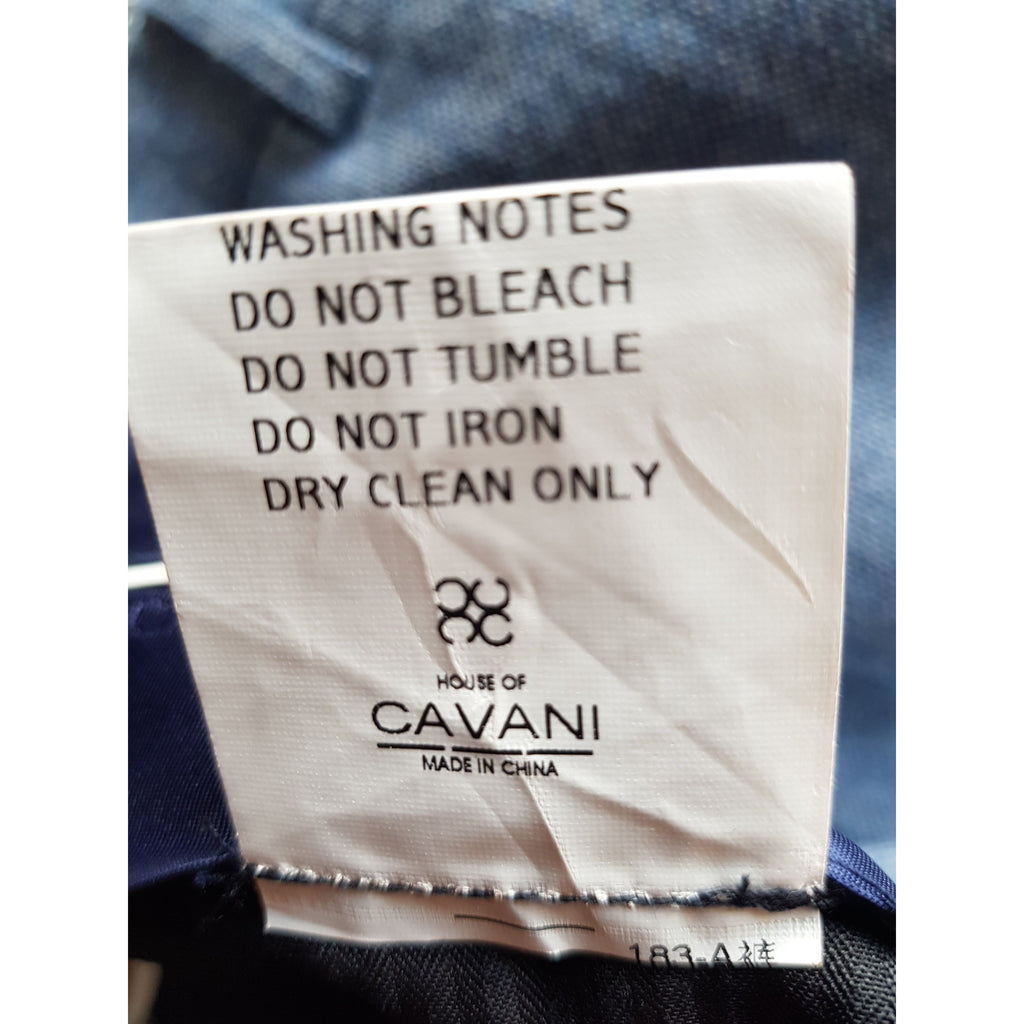 WASHING NOTES
DO NOT BLEACH
DO NOT TUMBLE
DO NOT IRON
DRY CLEAN ONLY
HOUSE OF
CAVANI
MADE IN CHINA
183-A裤